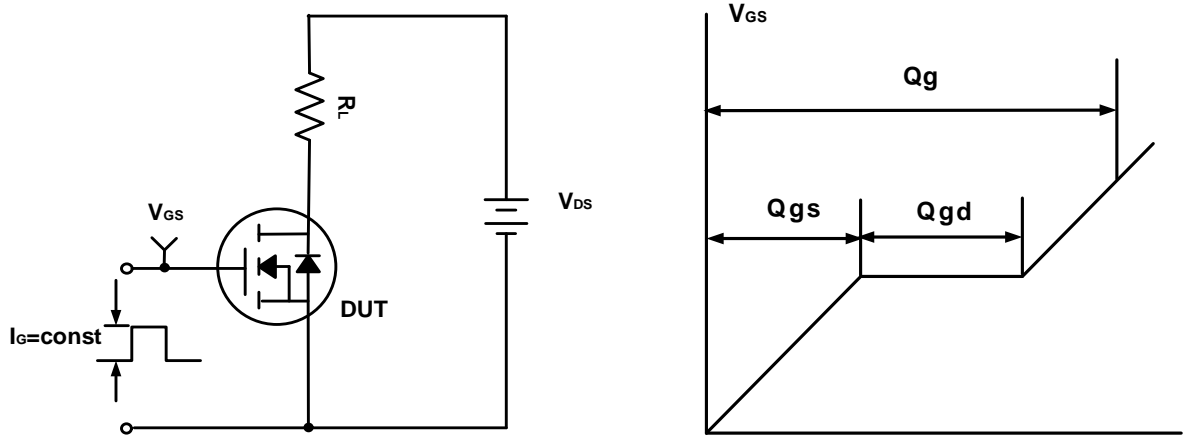 RL
VDS
VGS
DUT
IG=const
VGS
Qg
Qgs
Qgd